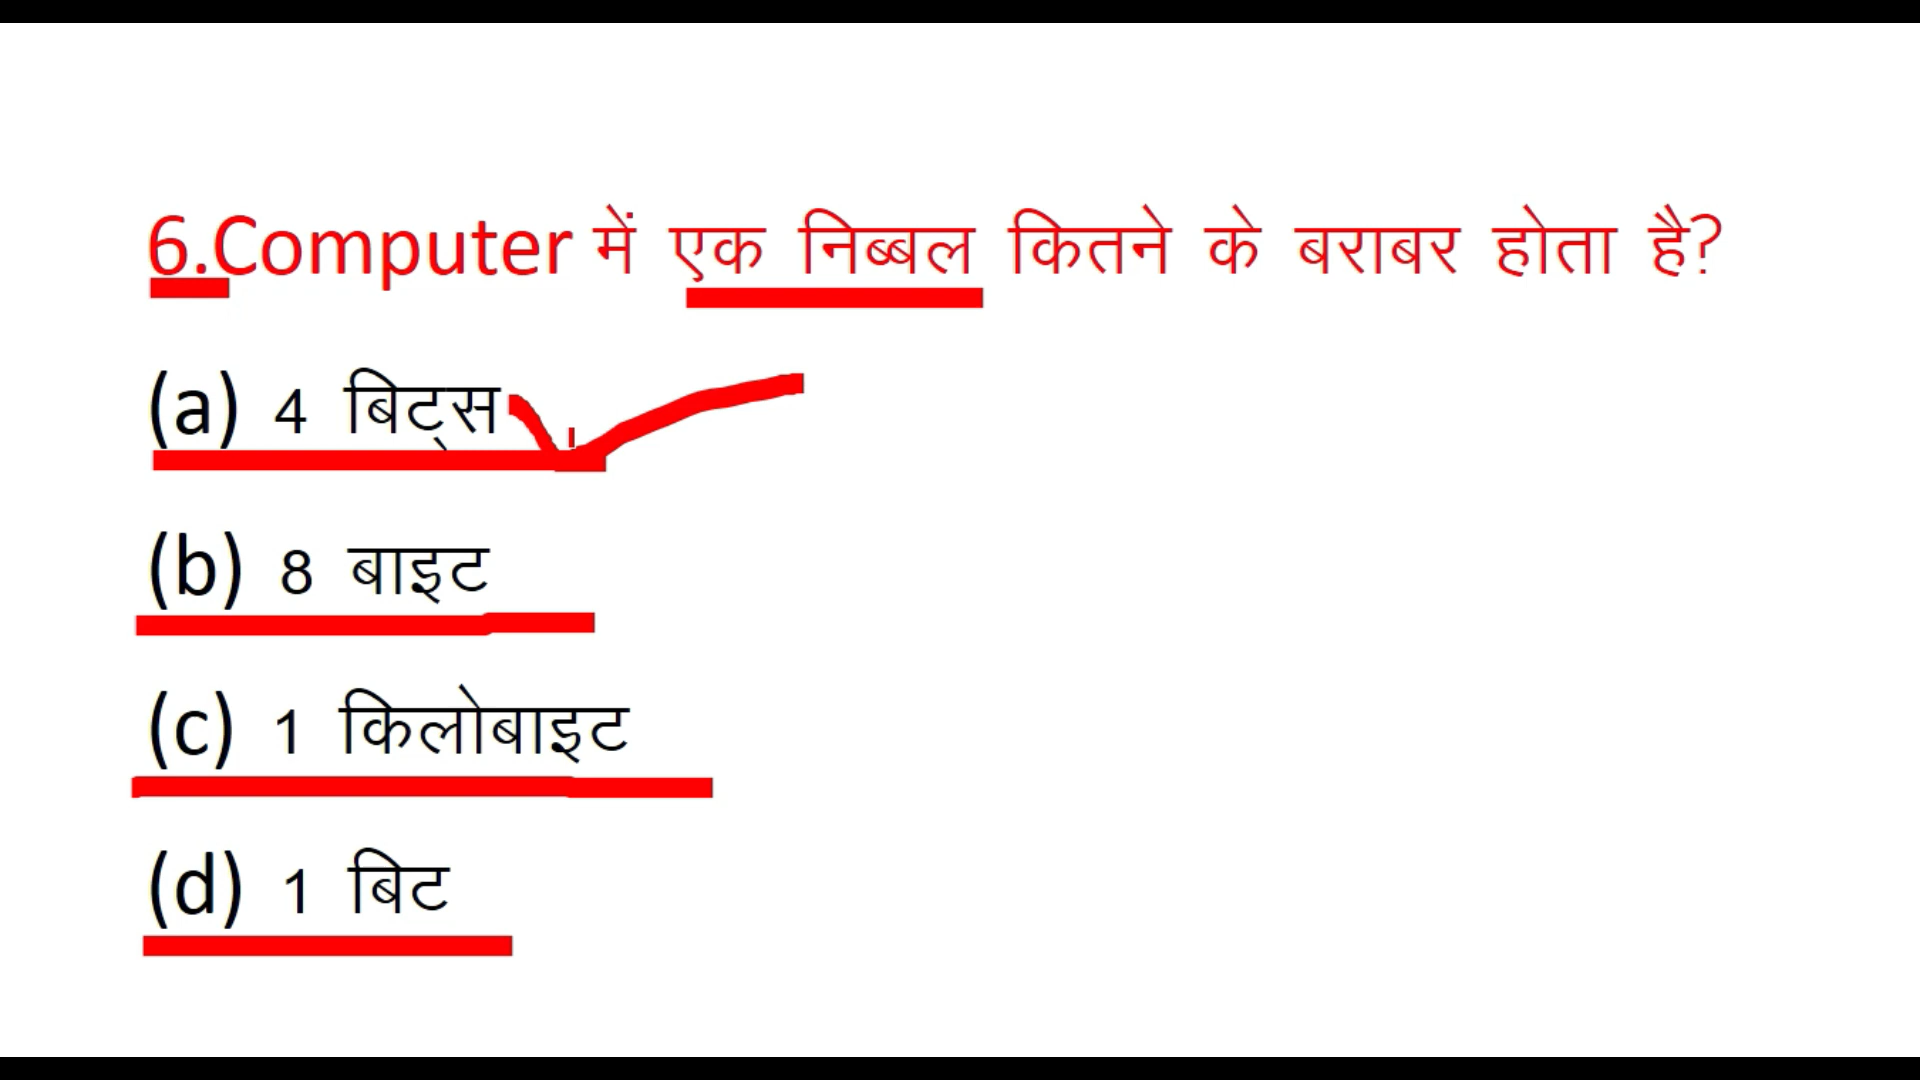 6.Computer में एक निब्बल कितने के बराबर होता है?
(a) 4 बिट्स
(b) 8 बाइट
(c) 1 किलोबाइट
(d) 1 बिट